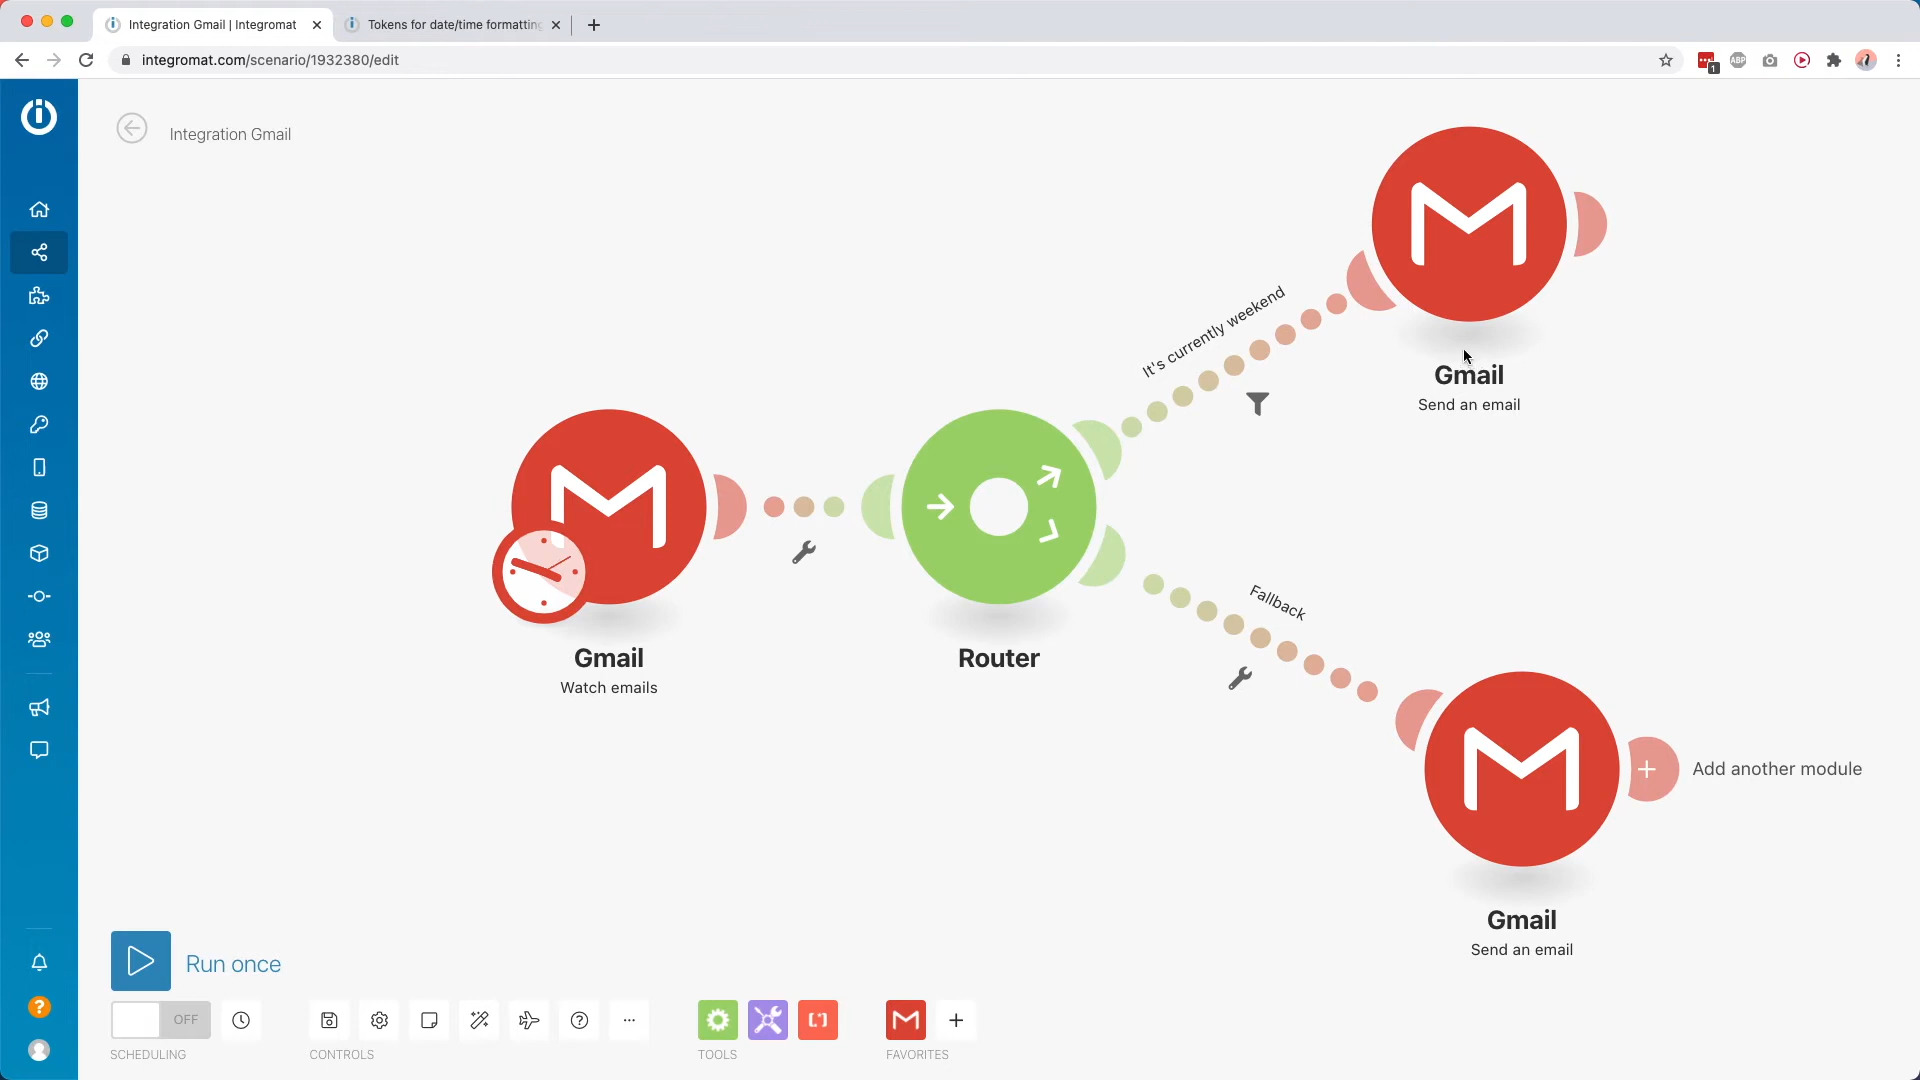 Integration Gmail | Integromat
Tokens for date/time formatting
integromat.com/scenario/1932380/edit
1
ABP
Integration Gmail
It's currently weekend
Gmail
Send an email
Gmail
Watch emails
Router
Fallback
Add another module
Gmail
Send an email
Run once
OFF
SCHEDULING
CONTROLS
TOOLS
FAVORITES